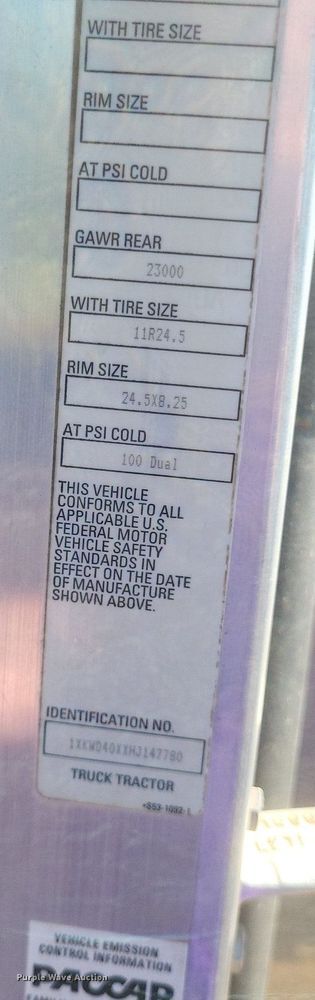 WITH TIRE SIZE
RIM SIZE
AT PSI COLD
GAWR REAR
23000
WITH TIRE SIZE
11R24.5
RIM SIZE
24.5X8.25
AT PSI COLD
100 Dual
THIS VEHICLE
CONFORMS TO ALL
APPLICABLE U.S.
FEDERAL MOTOR
VEHICLE SAFETY
STANDARDS IN
EFFECT ON THE DATE
OF MANUFACTURE
SHOWN ABOVE.
IDENTIFICATION NO.
1XKWD40XXHJ147780
TRUCK TRACTOR
VEHICLE EMISSION
CONTROL INFORMATION
PACCAR
Purple Wave Auction